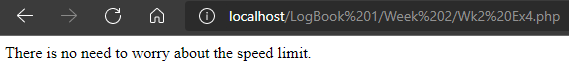 localhost/LogBook%201/Week%202/Wk2%20Ex4.php
There is no need to worry about the speed limit.